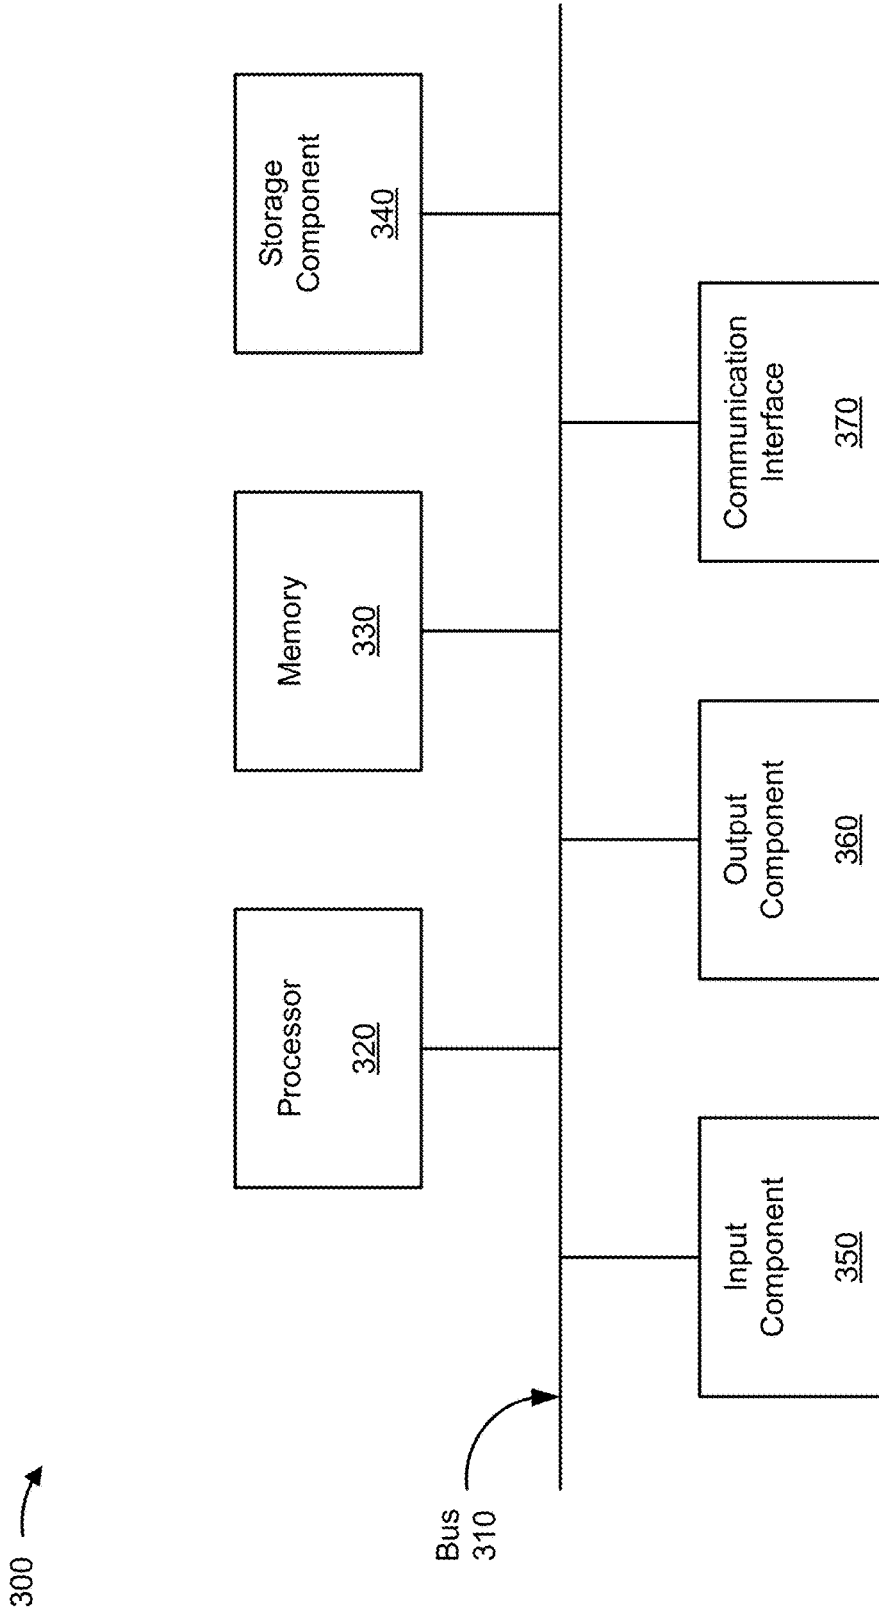 300
Processor
320
Memory
330
Storage
Component
340
Bus
310
Input
Component
350
Output
Component
360
Communication
Interface
370